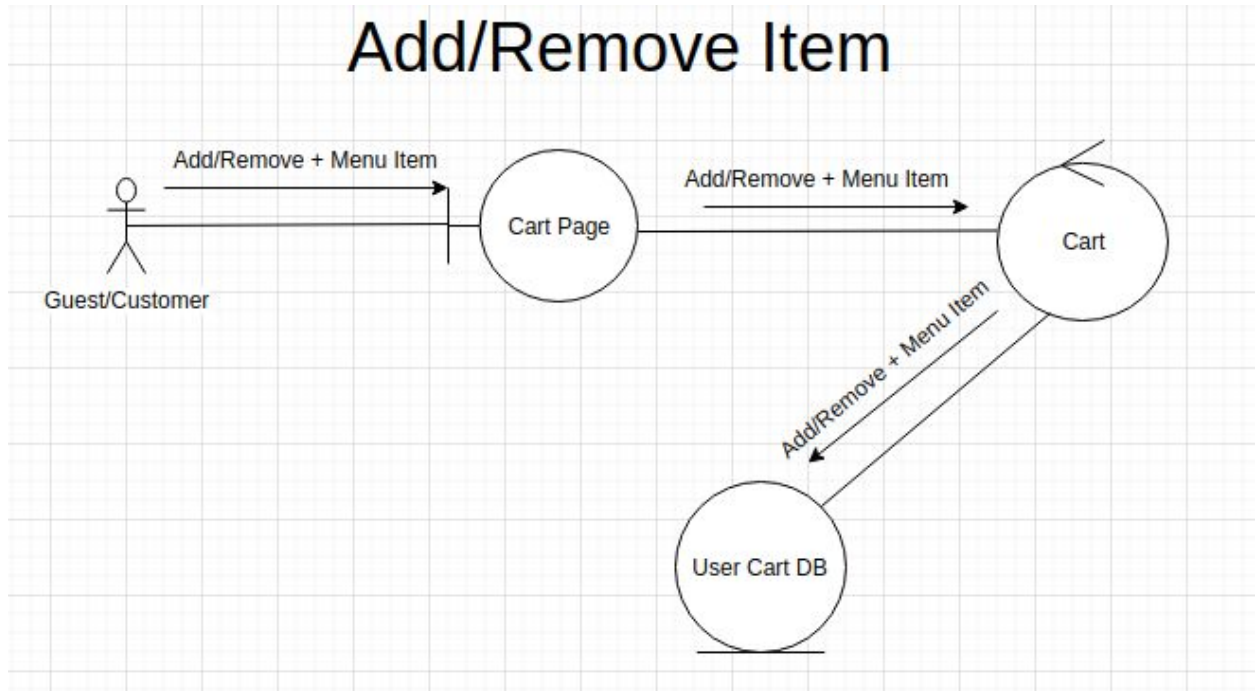 Add/Remove Item
Add/Remove + Menu Item
Add/Remove + Menu Item
Cart Page
Cart
Guest/Customer
Add/Remove + Menu Item
User Cart DB